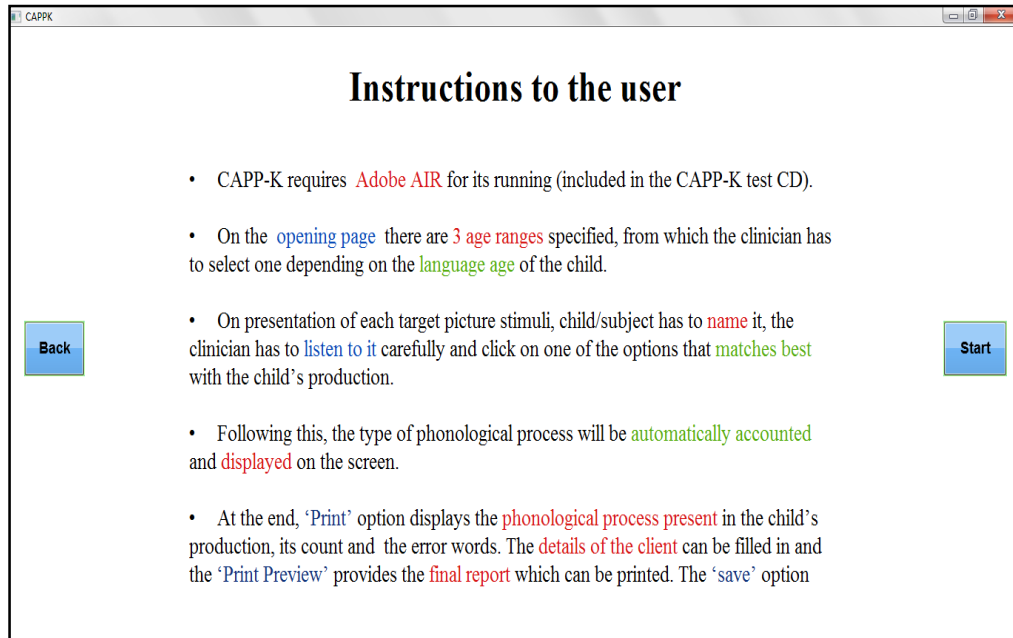 CAPPK
Instructions to the user
• CAPP-K requires Adobe AIR for its running (included in the CAPP-K test CD).
• On the opening page there are 3 age ranges specified, from which the clinician has
to select one depending on the language age of the child.
• On presentation of each target picture stimuli, child/subject has to name it, the
clinician has to listen to it carefully and click on one of the options that matches best
with the child’s production.
Back
Start
• Following this, the type of phonological process will be automatically accounted
and displayed on the screen.
• At the end, ‘Print’ option displays the phonological process present in the child’s
production, its count and the error words. The details of the client can be filled in and
the ‘Print Preview’ provides the final report which can be printed. The ‘save’ option